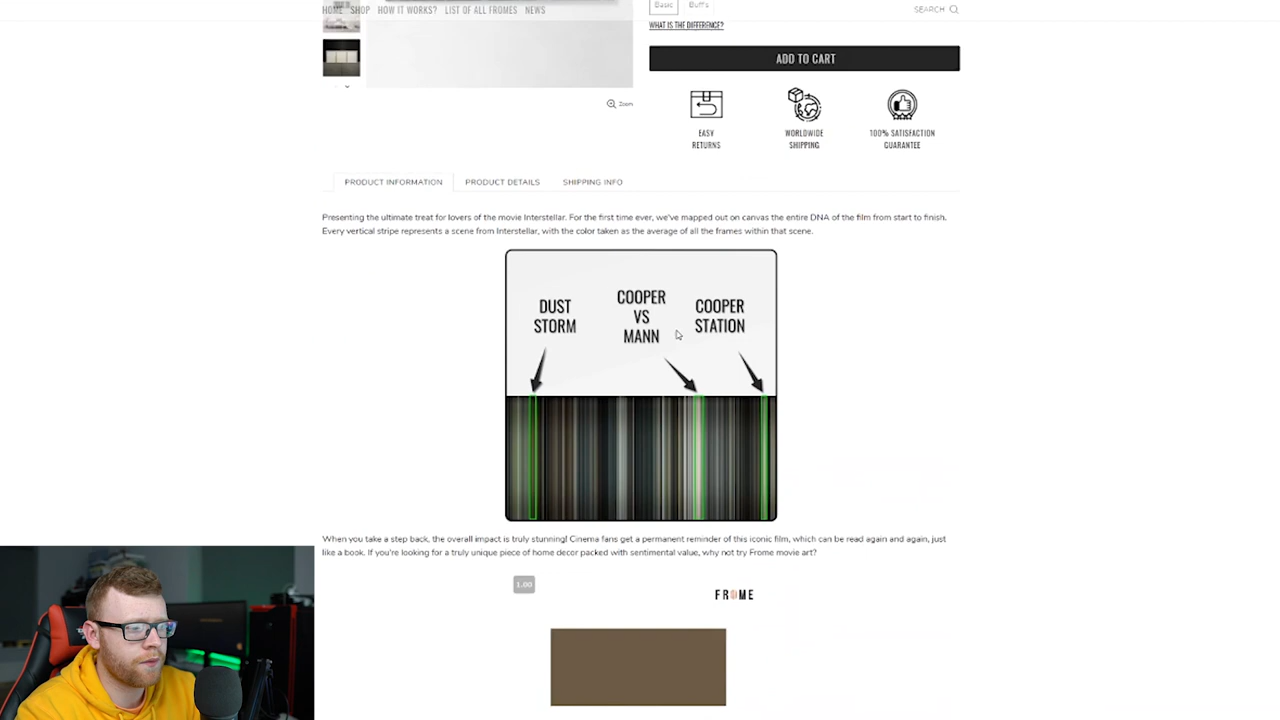 HOME SHOP HOW IT WORKS? LIST OF ALL FROMES NEWS SEARCH
Basic Buffs
WHAT IS THE DIFFERENCE?
ADD TO CART
Zoom
EASY
RETURNS
WORLDWIDE
SHIPPING
100% SATISFACTION
GUARANTEE
PRODUCT INFORMATION PRODUCT DETAILS SHIPPING INFO
Presenting the ultimate treat for lovers of the movie Interstellar. For the first time ever, we've mapped out on canvas the entire DNA of the film from start to finish.
Every vertical stripe represents a scene from Interstellar, with the color taken as the average of all the frames within that scene.
DUST
STORM
COOPER
VS
MANN
COOPER
STATION
When you take a step back, the overall impact is truly stunning! Cinema fans get a permanent reminder of this iconic film, which can be read again and again, just
like a book. If you're looking for a truly unique piece of home decor packed with sentimental value, why not try Frome movie art?
1.00
FROME